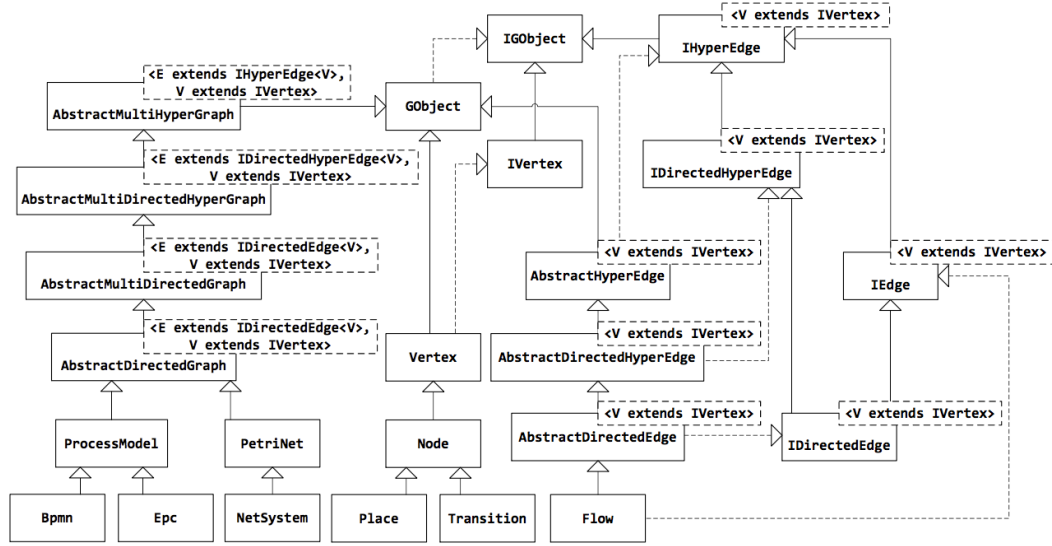 <V extends IVertex>
IGObject
IHyperEdge
<E extends IHyperEdge<V>,
V extends IVertex>
AbstractMultiHyperGraph
GObject
<V extends IVertex>
<E extends IDirectedHyperEdge<V>,
V extends IVertex>
IVertex
IDirectedHyperEdge
AbstractMultiDirectedHyperGraph
<E extends IDirectedEdge<V>,
V extends IVertex>
<V extends IVertex>
<V extends IVertex>
AbstractMultiDirectedGraph
AbstractHyperEdge
IEdge
<E extends IDirectedEdge<V>,
V extends IVertex>
<V extends IVertex>
AbstractDirectedGraph
Vertex
AbstractDirectedHyperEdge
<V extends IVertex>
<V extends IVertex>
ProcessModel
PetriNet
Node
AbstractDirectedEdge
IDirectedEdge
Bpmn
Epc
NetSystem
Place
Transition
Flow